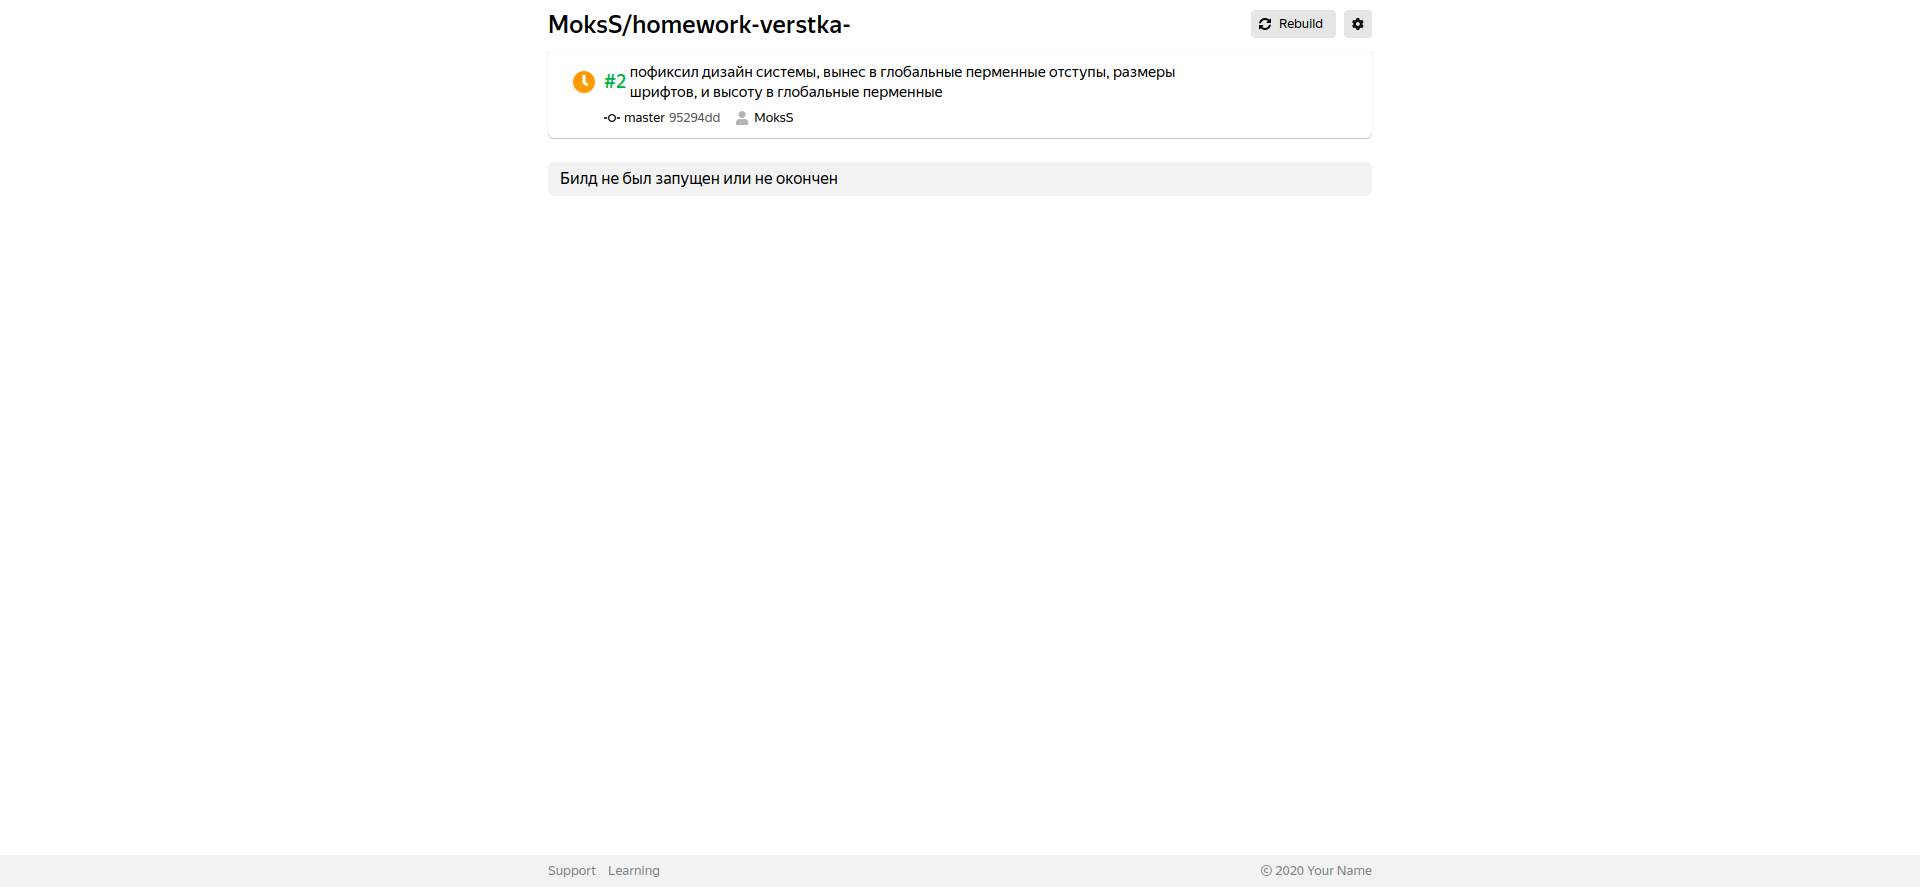 MoksS/homework-verstka-
Rebuild
#2 пофиксил дизайн системы, вынес в глобальные перменные отступы, размеры
шрифтов, и высоту в глобальные перменные
master 95294dd MoksS
Билд не был запущен или не окончен
Support Learning © 2020 Your Name